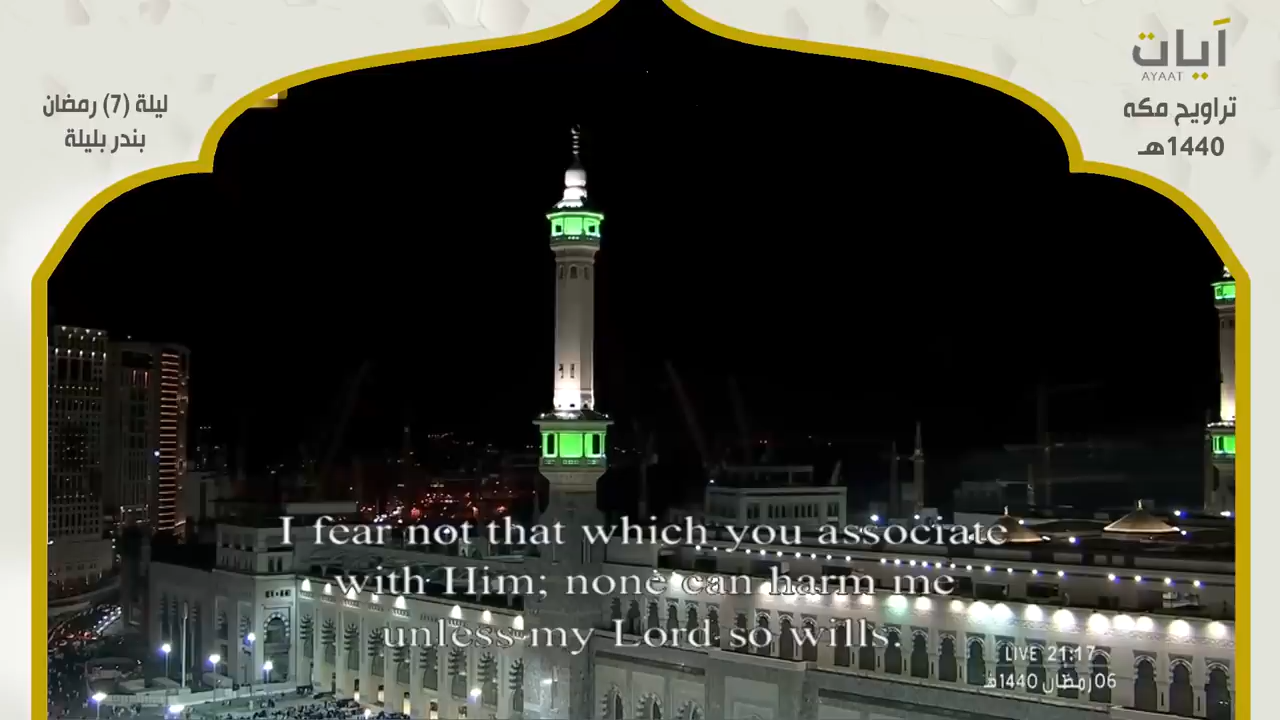 آيات
AYAAT
تراويح مكه
1440هـ
ليلة (7) رمضان
بندر بليلة
I fear not that which you associate
with Him; none can harm me
unless my Lord so wills.
LIVE 21:17
06رمضان 1440هـ